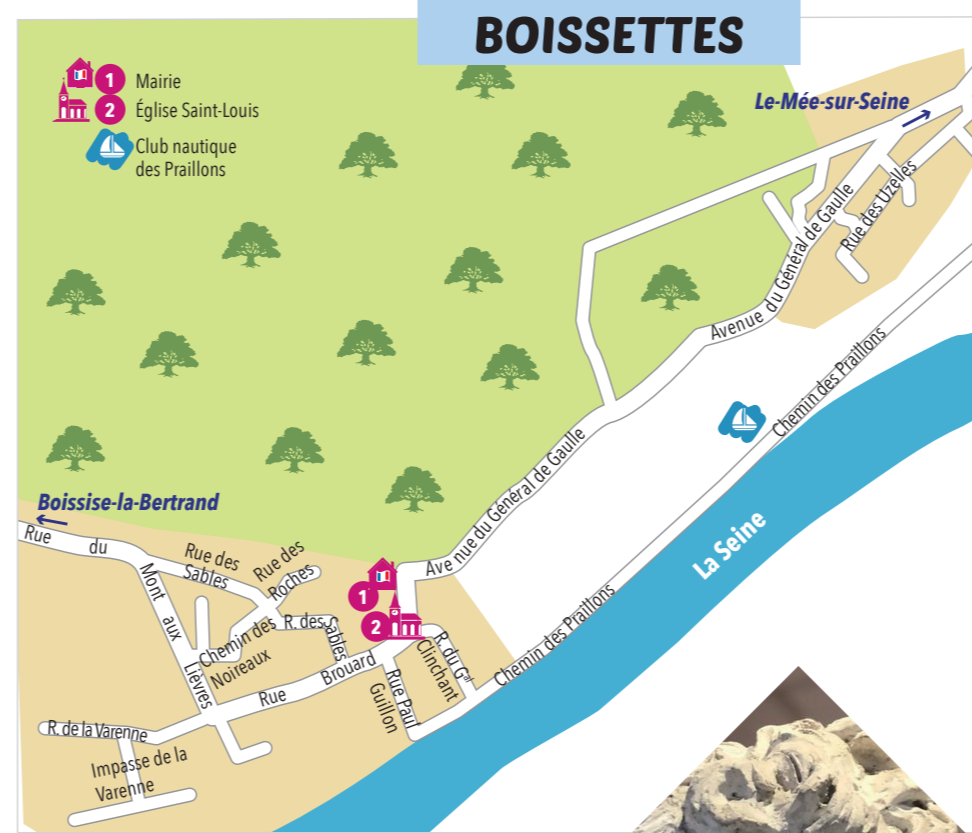 BOISSETTES
1 Mairie
2 Église Saint-Louis
Club nautique
des Praillons
Le-Mée-sur-Seine
Rue des Uzelles
Avenue du Général de Gaulle
Chemin des Praillons
La Seine
Avenue du Général de Gaulle
Chemin des Praillons
Boissise-la-Bertrand
Rue du Mont aux Lièvres
Rue des
Sables
Rue des
Roches
R. des Sables
Chemin des
Noireaux
1
2
Rue Brouard
R. du Gal
Clinchant
Rue Paul
Guillon
R. de la Varenne
Impasse de la
Varenne